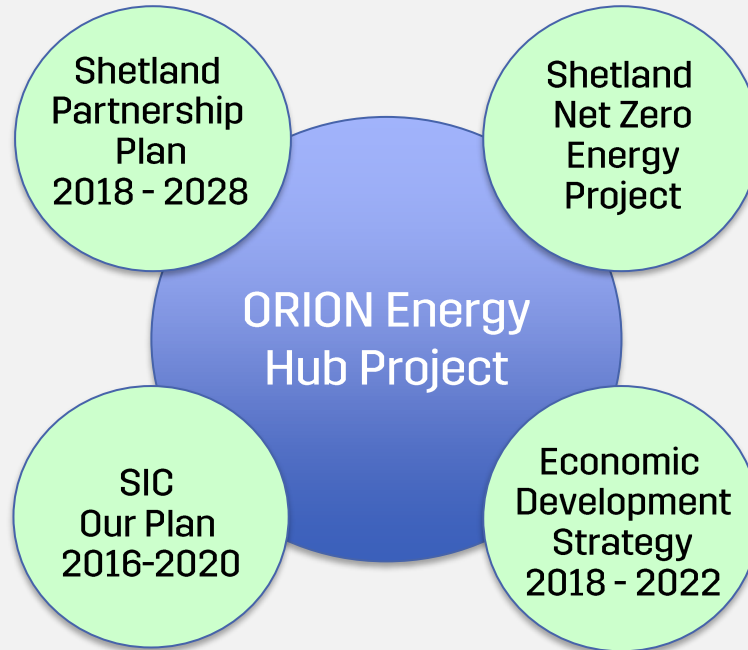 Shetland
Partnership
Plan
2018 - 2028
Shetland
Net Zero
Energy
Project
ORION Energy
Hub Project
SIC
Our Plan
2016-2020
Economic
Development
Strategy
2018 - 2022